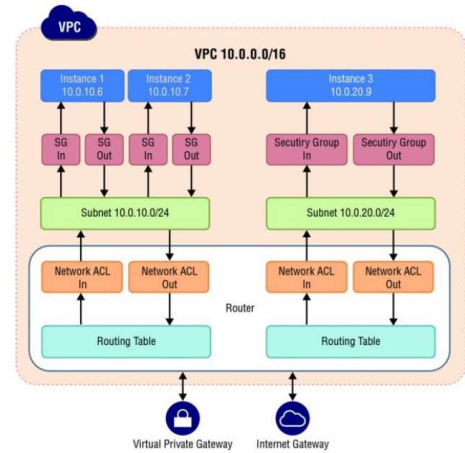 VPC
VPC 10.0.0.0/16
Instance 1
10.0.10.6
Instance 2
10.0.10.7
Instance 3
10.0.20.9
SG
In
SG
Out
SG
In
SG
Out
Secutiry Group
In
Secutiry Group
Out
Subnet 10.0.10.0/24
Subnet 10.0.20.0/24
Network ACL
In
Network ACL
Out
Router
Network ACL
In
Network ACL
Out
Routing Table
Routing Table
Virtual Private Gateway
Internet Gateway